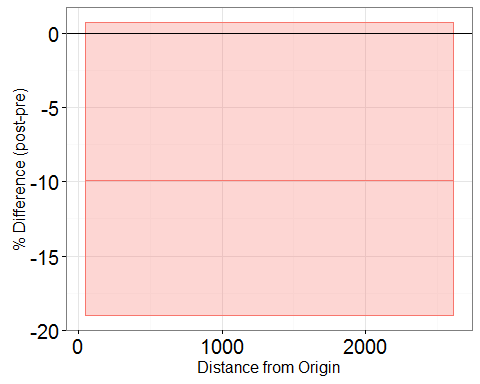 % Difference (post-pre)
0
-5
-10
-15
-20
0 1000 2000
Distance from Origin